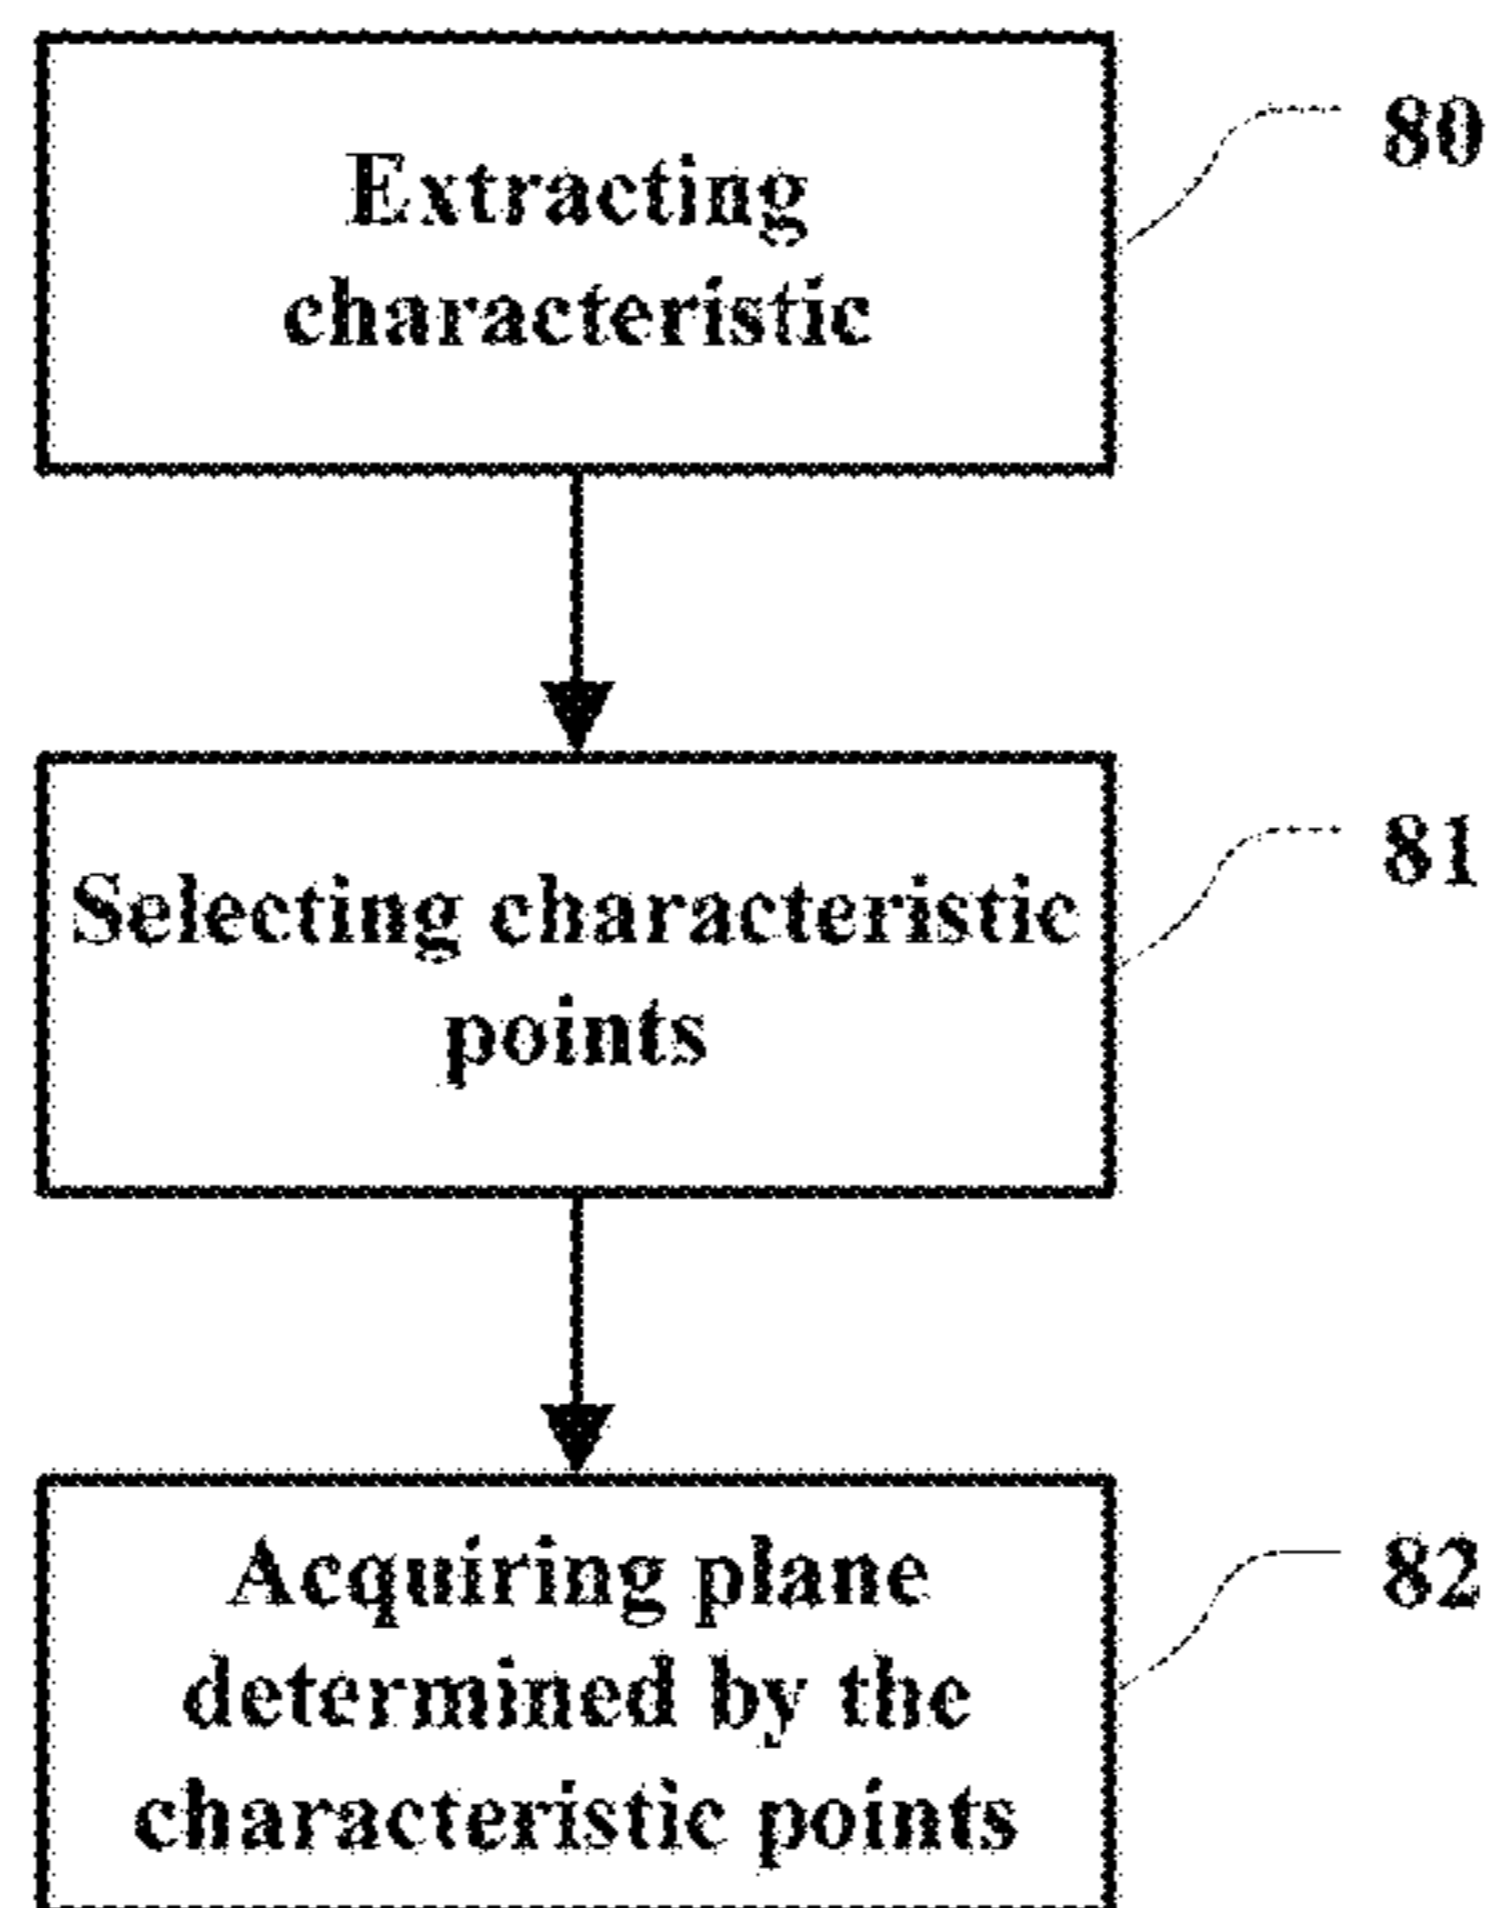 Extracting
characteristic
80
Selecting characteristic
points
81
Acquiring plane
determined by the
characteristic points
82